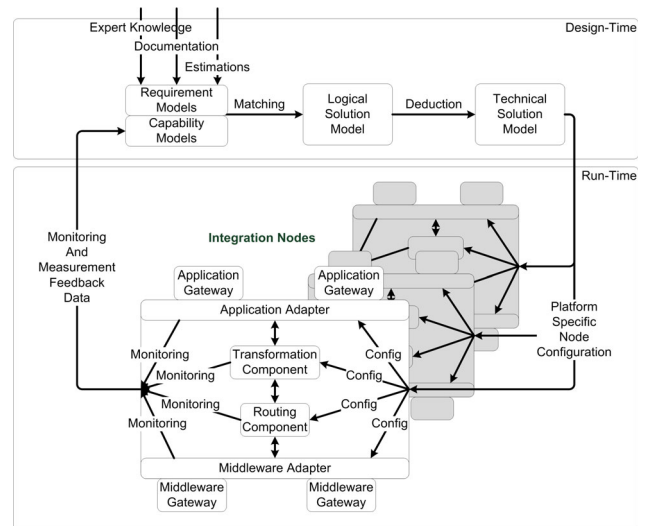 Expert Knowledge
Design-Time
Documentation
Estimations
Requirement
Models
Capability
Models
Matching
Logical
Solution
Model
Deduction
Technical
Solution
Model
Run-Time
Monitoring
And
Measurement
Feedback
Data
Integration Nodes
Application
Gateway
Application
Gateway
Application Adapter
Platform
Specific
Node
Configuration
Monitoring
Transformation
Component
Config
Monitoring
Config
Monitoring
Routing
Component
Config
Monitoring
Config
Middleware Adapter
Middleware
Gateway
Middleware
Gateway